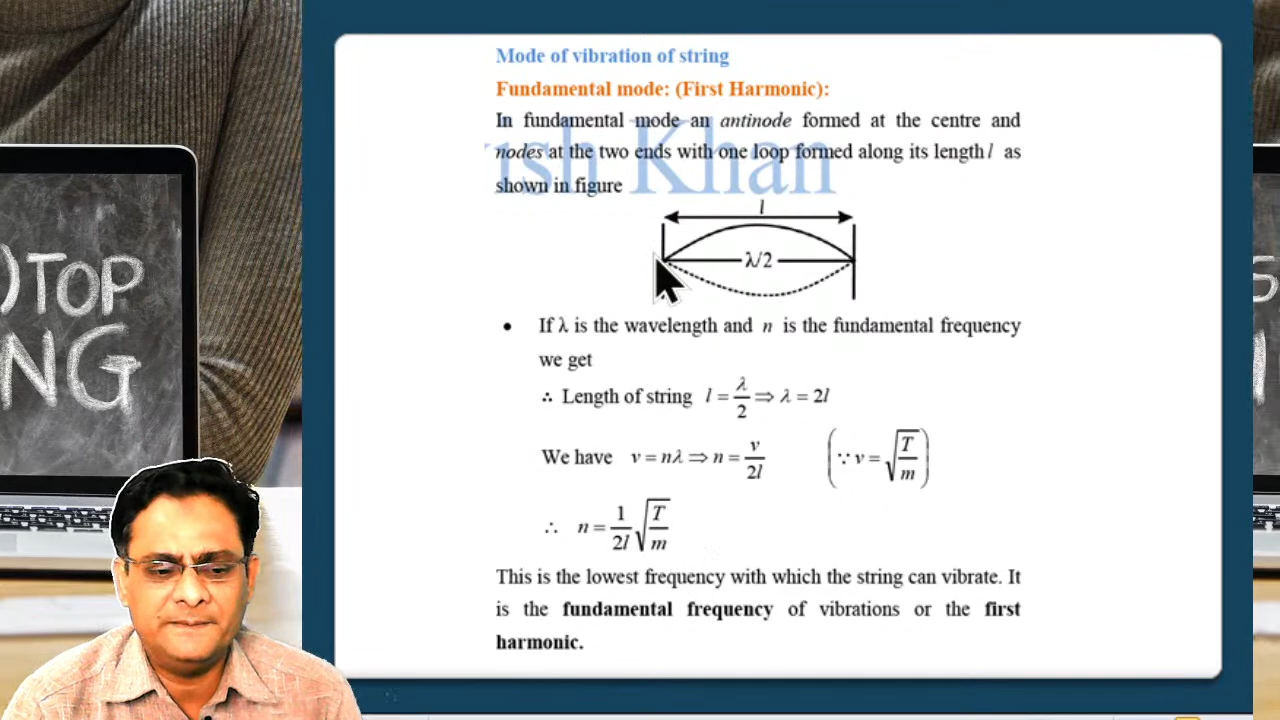 Mode of vibration of string
Fundamental mode: (First Harmonic):
In fundamental mode an antinode formed at the centre and
nodes at the two ends with one loop formed along its length l as
shown in figure
ish Khan
l
λ/2
• If λ is the wavelength and n is the fundamental frequency
we get
∴ Length of string l = λ/2 ⇒ λ = 2l
We have v = nλ ⇒ n = v/2l (∵ v = √(T/m))
∴ n = 1/2l √(T/m)
This is the lowest frequency with which the string can vibrate. It
is the fundamental frequency of vibrations or the first
harmonic.
)TOP
NG